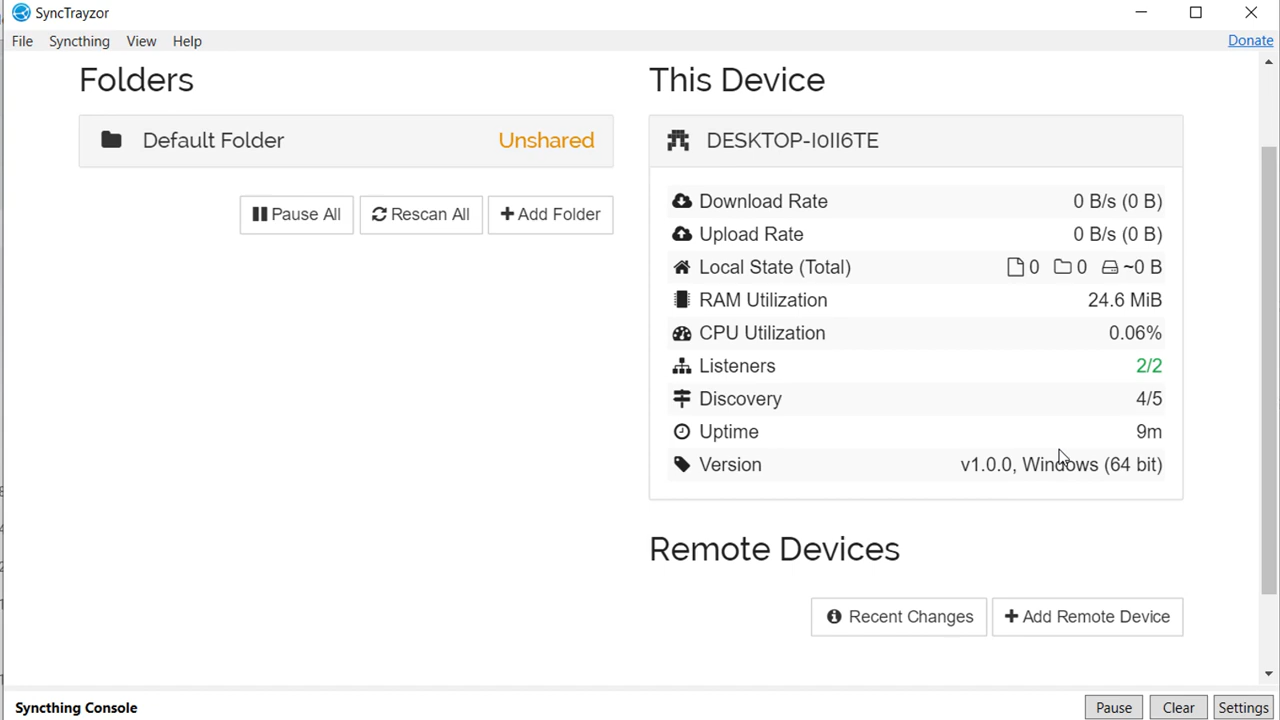 SyncTrayzor
File Syncthing View Help Donate
Folders
Default Folder Unshared
Pause All Rescan All Add Folder
This Device
DESKTOP-I0II6TE
Download Rate 0 B/s (0 B)
Upload Rate 0 B/s (0 B)
Local State (Total) 0 0 ~0 B
RAM Utilization 24.6 MiB
CPU Utilization 0.06%
Listeners 2/2
Discovery 4/5
Uptime 9m
Version v1.0.0, Windows (64 bit)
Remote Devices
Recent Changes Add Remote Device
Syncthing Console Pause Clear Settings